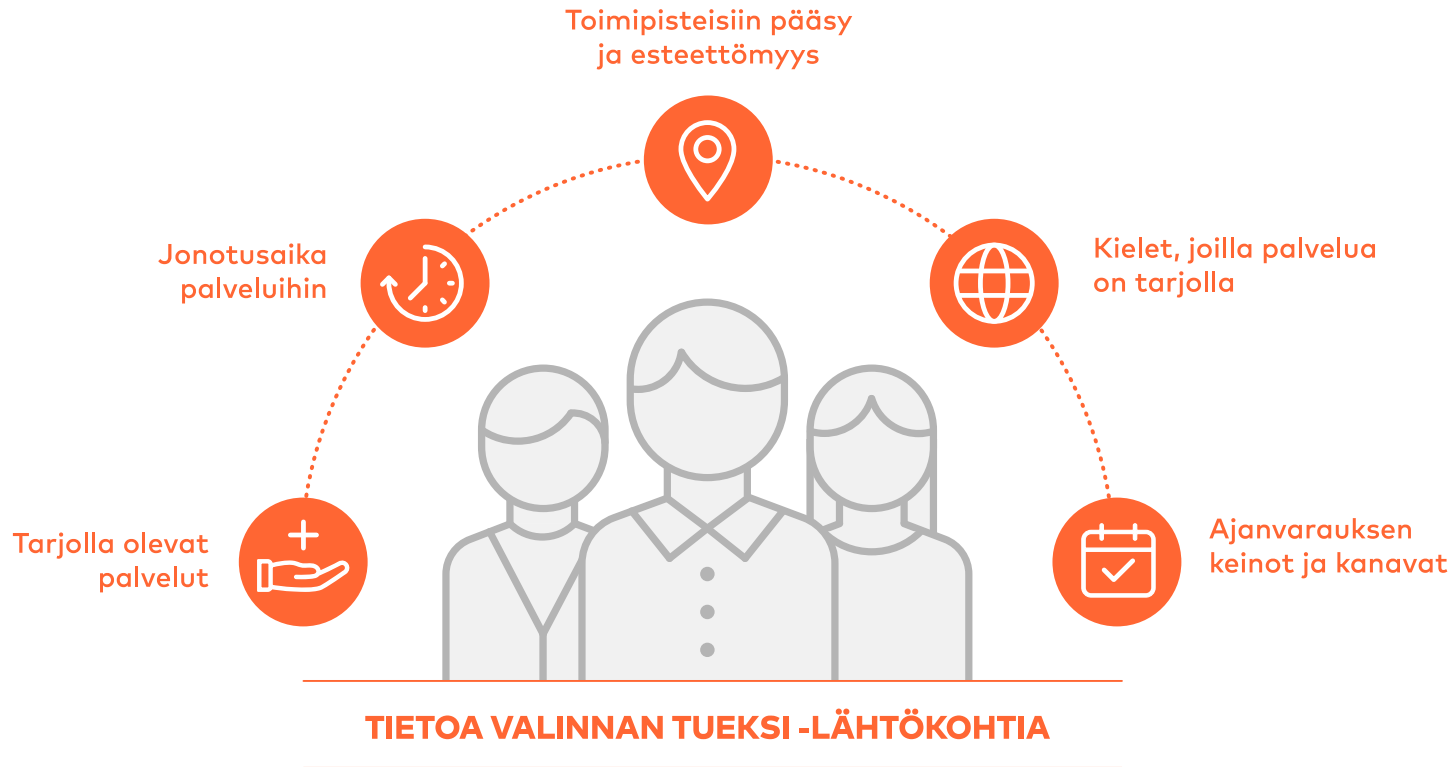 Toimipisteisiin pääsy
ja esteettömyys
Jonotusaika
palveluihin
Kielet, joilla palvelua
on tarjolla
Tarjolla olevat
palvelut
Ajanvarauksen
keinot ja kanavat
TIETOA VALINNAN TUEKSI -LÄHTÖKOHTIA